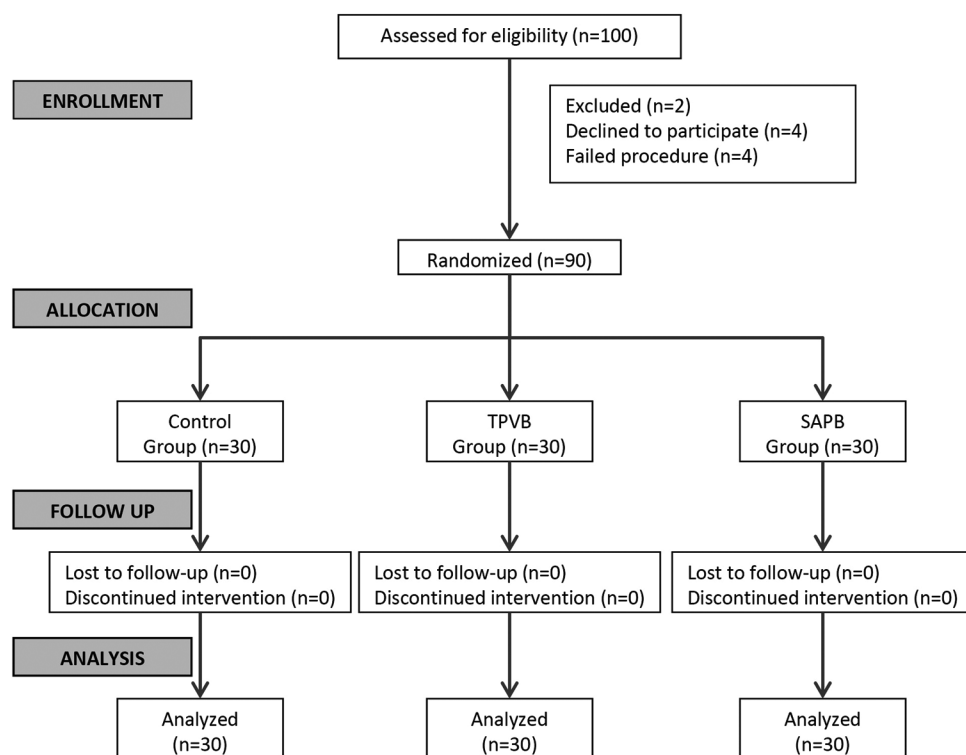 Assessed for eligibility (n=100)
ENROLLMENT
Excluded (n=2)
Declined to participate (n=4)
Failed procedure (n=4)
Randomized (n=90)
ALLOCATION
Control
Group (n=30)
TPVB
Group (n=30)
SAPB
Group (n=30)
FOLLOW UP
Lost to follow-up (n=0)
Discontinued intervention (n=0)
Lost to follow-up (n=0)
Discontinued intervention (n=0)
Lost to follow-up (n=0)
Discontinued intervention (n=0)
ANALYSIS
Analyzed
(n=30)
Analyzed
(n=30)
Analyzed
(n=30)